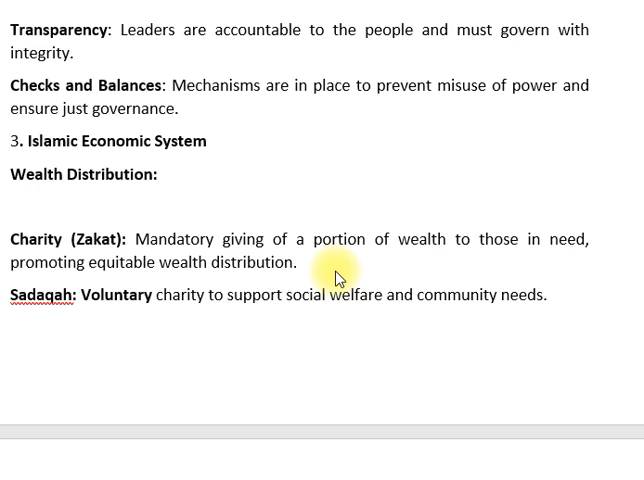 Transparency: Leaders are accountable to the people and must govern with
integrity.
Checks and Balances: Mechanisms are in place to prevent misuse of power and
ensure just governance.
3. Islamic Economic System
Wealth Distribution:
Charity (Zakat): Mandatory giving of a portion of wealth to those in need,
promoting equitable wealth distribution.
Sadaqah: Voluntary charity to support social welfare and community needs.